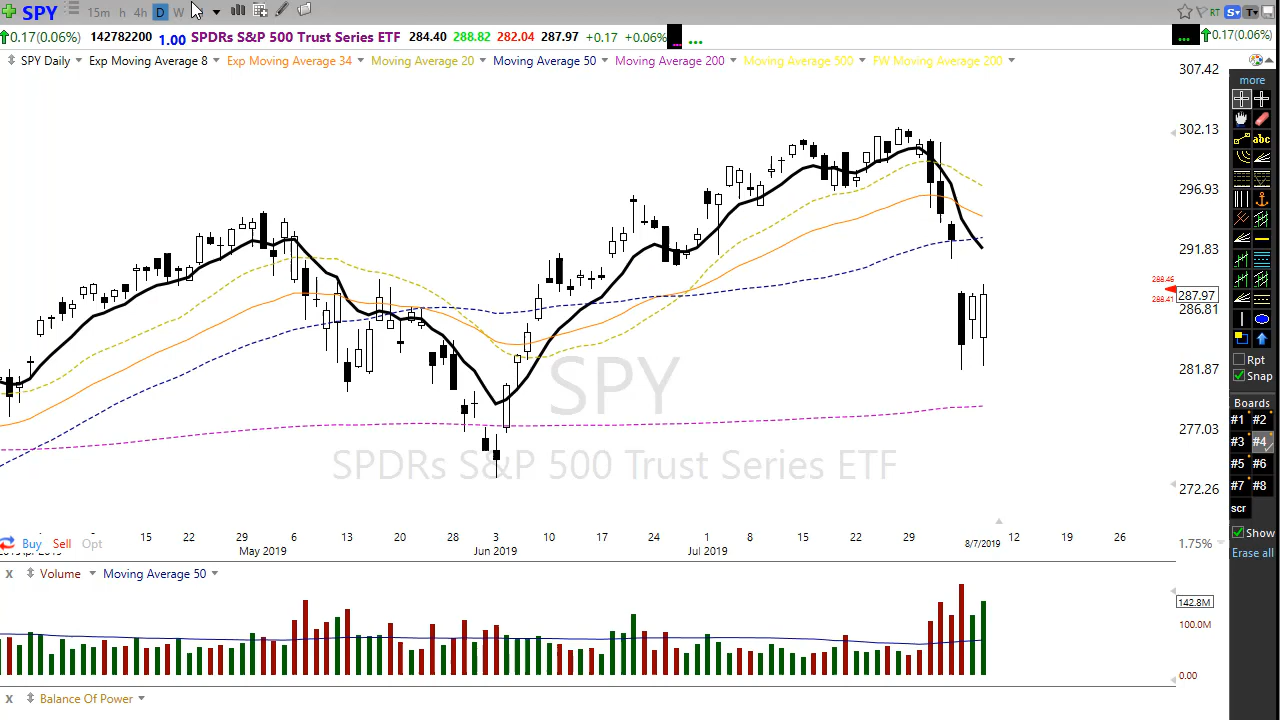 SPY 15m h 4h D W RT S T
0.17(0.06%) 142782200 1.00 SPDRs S&P 500 Trust Series ETF 284.40 288.82 282.04 287.97 +0.17 +0.06% ... ... ... 0.17(0.06%)
SPY Daily Exp Moving Average 8 Exp Moving Average 34 Moving Average 20 Moving Average 50 Moving Average 200 Moving Average 500 FW Moving Average 200
307.42
more
abc
302.13
296.93
291.83
288.46
287.97
288.41
286.81
281.87
277.03
272.26
SPY
SPDRs S&P 500 Trust Series ETF
Rpt
Snap
Boards
#1 #2
#3 #4
#5 #6
#7 #8
scr
Show
Erase all
15 22 29 6 13 20 28 3 10 17 24 1 8 15 22 29 12 19 26
May 2019 Jun 2019 Jul 2019 8/7/2019
Buy Sell Opt
1.75%
x Volume Moving Average 50
142.8M
100.0M
0.00
x Balance Of Power